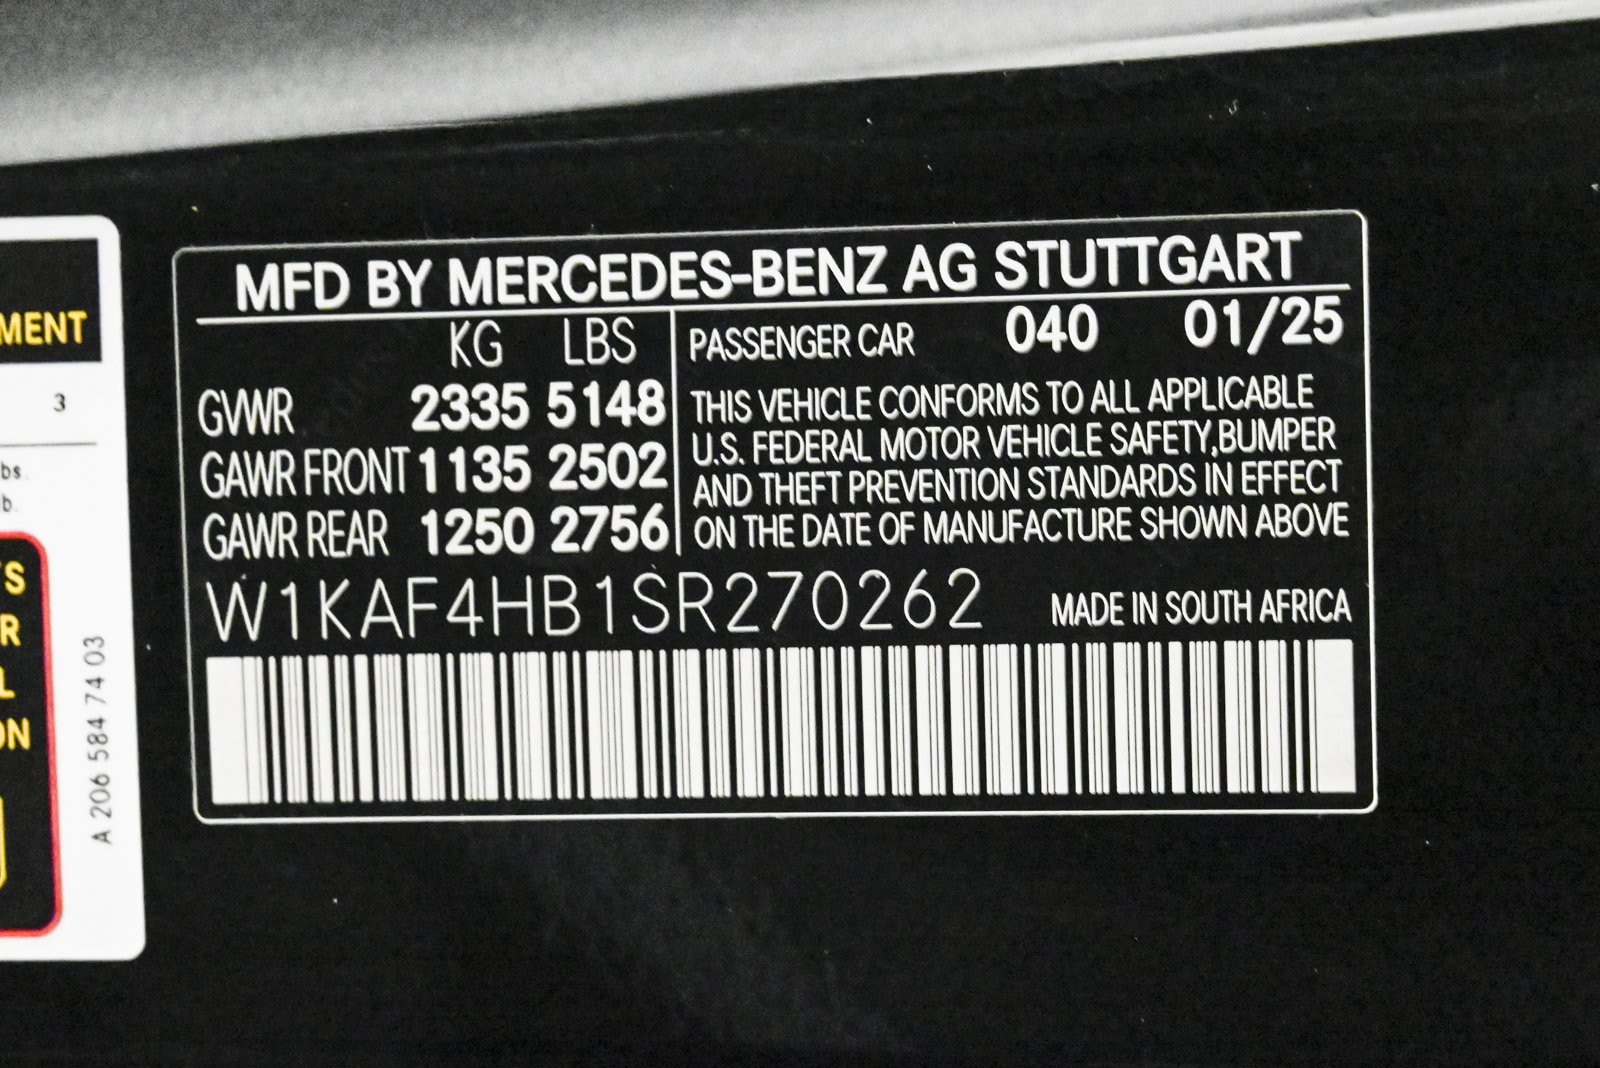 MENT
3
bs.
b.
S
R
L
ON
A 206 584 74 03
MFD BY MERCEDES-BENZ AG STUTTGART
KG LBS
GVWR 2335 5148
GAWR FRONT 1135 2502
GAWR REAR 1250 2756
PASSENGER CAR 040 01/25
THIS VEHICLE CONFORMS TO ALL APPLICABLE
U.S. FEDERAL MOTOR VEHICLE SAFETY,BUMPER
AND THEFT PREVENTION STANDARDS IN EFFECT
ON THE DATE OF MANUFACTURE SHOWN ABOVE
W1KAF4HB1SR270262 MADE IN SOUTH AFRICA